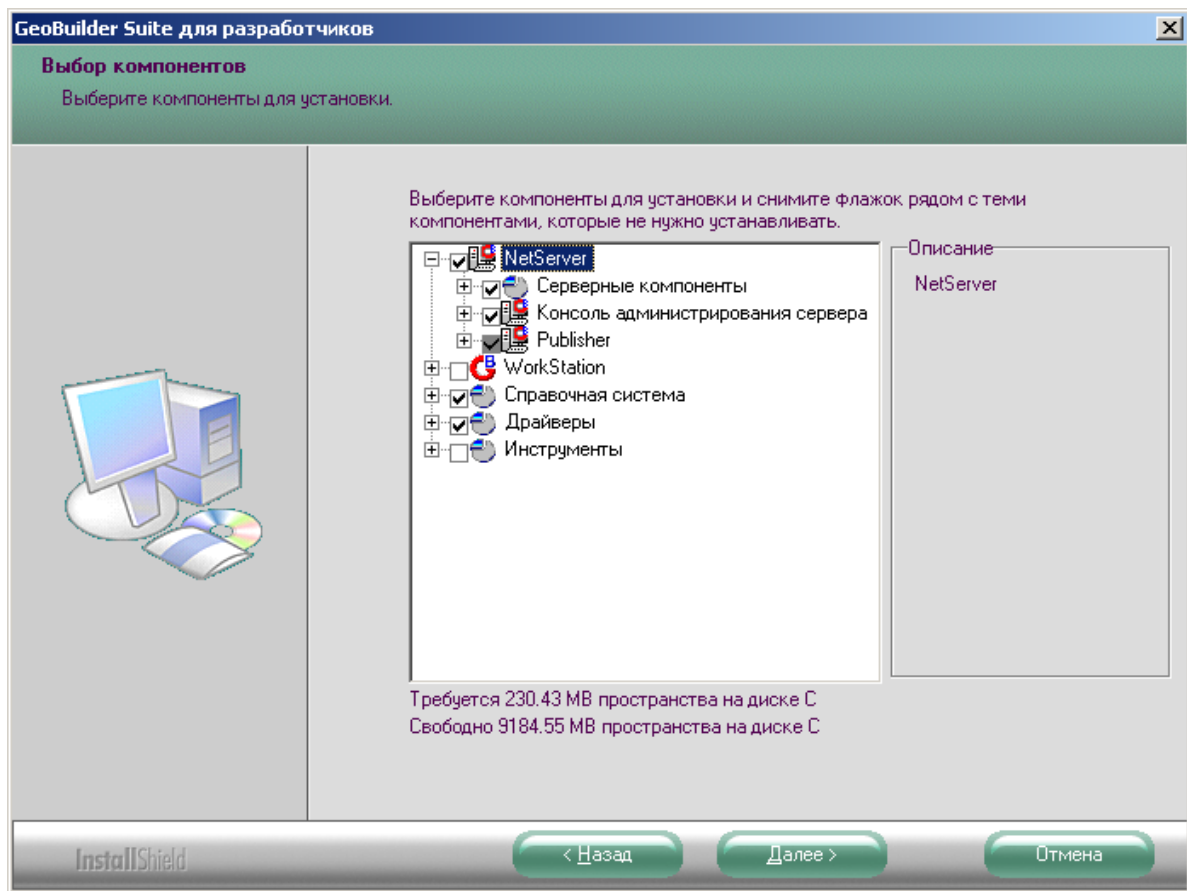 GeoBuilder Suite для разработчиков
Выбор компонентов
Выберите компоненты для установки.
Выберите компоненты для установки и снимите флажок рядом с теми
компонентами, которые не нужно устанавливать.
NetServer
Серверные компоненты
Консоль администрирования сервера
Publisher
WorkStation
Справочная система
Драйверы
Инструменты
Описание
NetServer
Требуется 230.43 MB пространства на диске C
Свободно 9184.55 MB пространства на диске C
InstallShield
< Назад
Далее >
Отмена